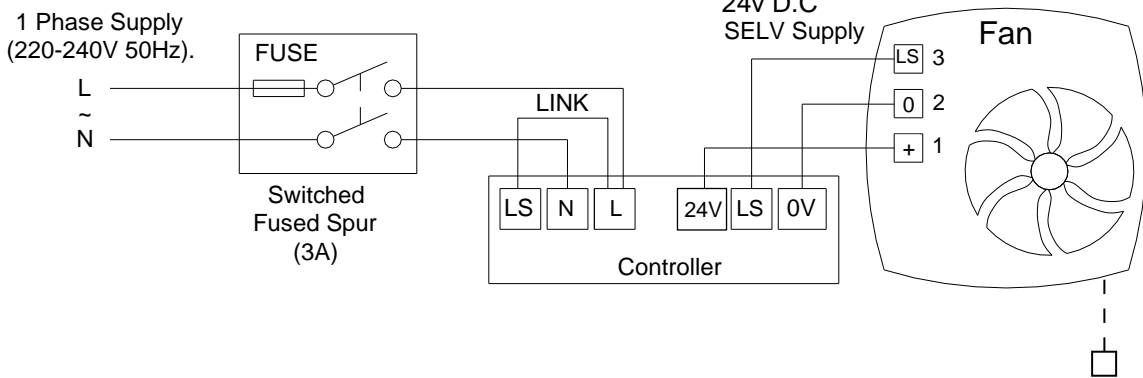 1 Phase Supply
(220-240V 50Hz).
L
~
N
FUSE
Switched
Fused Spur
(3A)
LINK
LS N L 24V LS 0V
Controller
24v D.C
SELV Supply
Fan
LS 3
0 2
+ 1